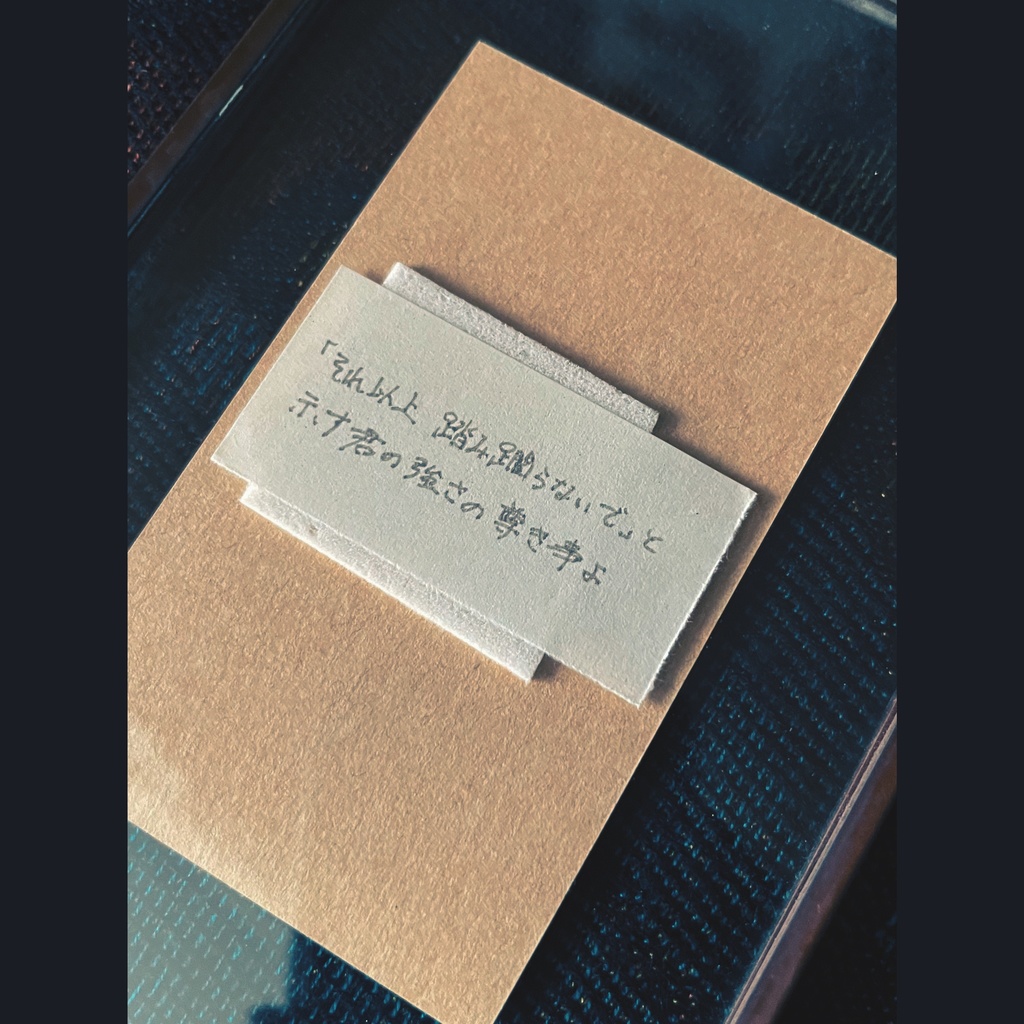 「それ以上 踏み躙らないで」と
示す君の強さの尊き事よ